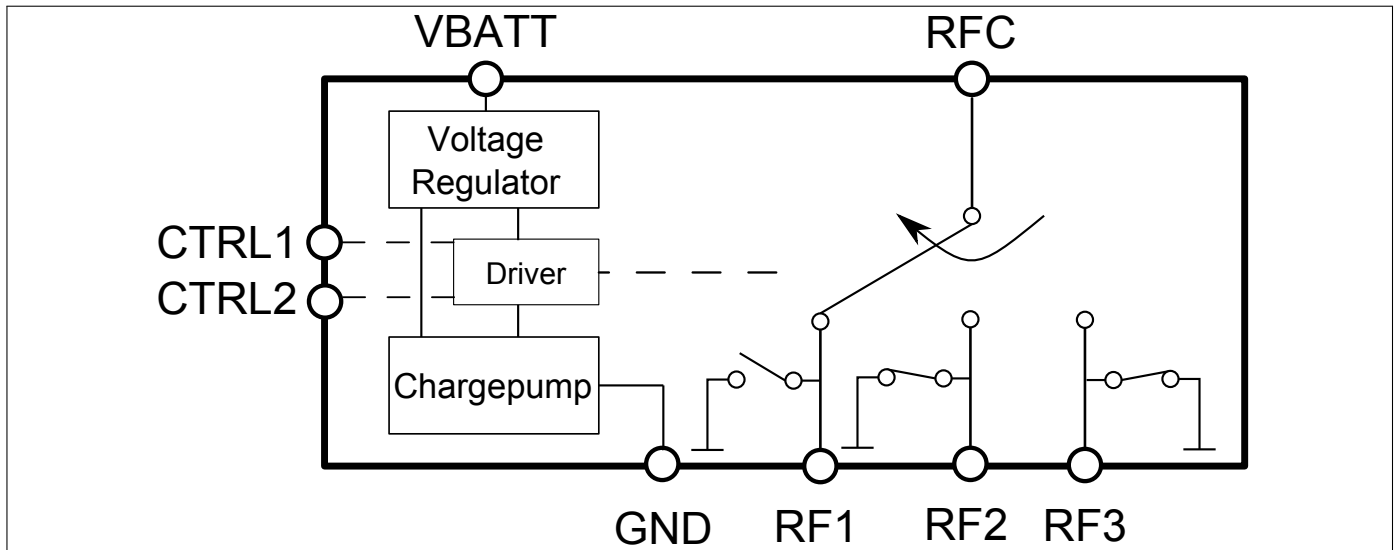 VBATT
RFC
Voltage
Regulator
CTRL1
CTRL2
Driver
Chargepump
GND
RF1
RF2
RF3